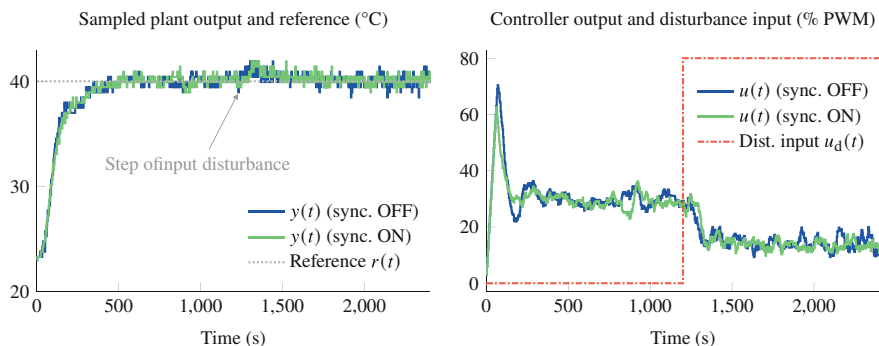 Sampled plant output and reference (°C)
40
30
20
Step ofinput disturbance
y(t) (sync. OFF)
y(t) (sync. ON)
Reference r(t)
0 500 1,000 1,500 2,000
Time (s)
Controller output and disturbance input (% PWM)
80
60
40
20
0
u(t) (sync. OFF)
u(t) (sync. ON)
Dist. input u_d(t)
0 500 1,000 1,500 2,000
Time (s)